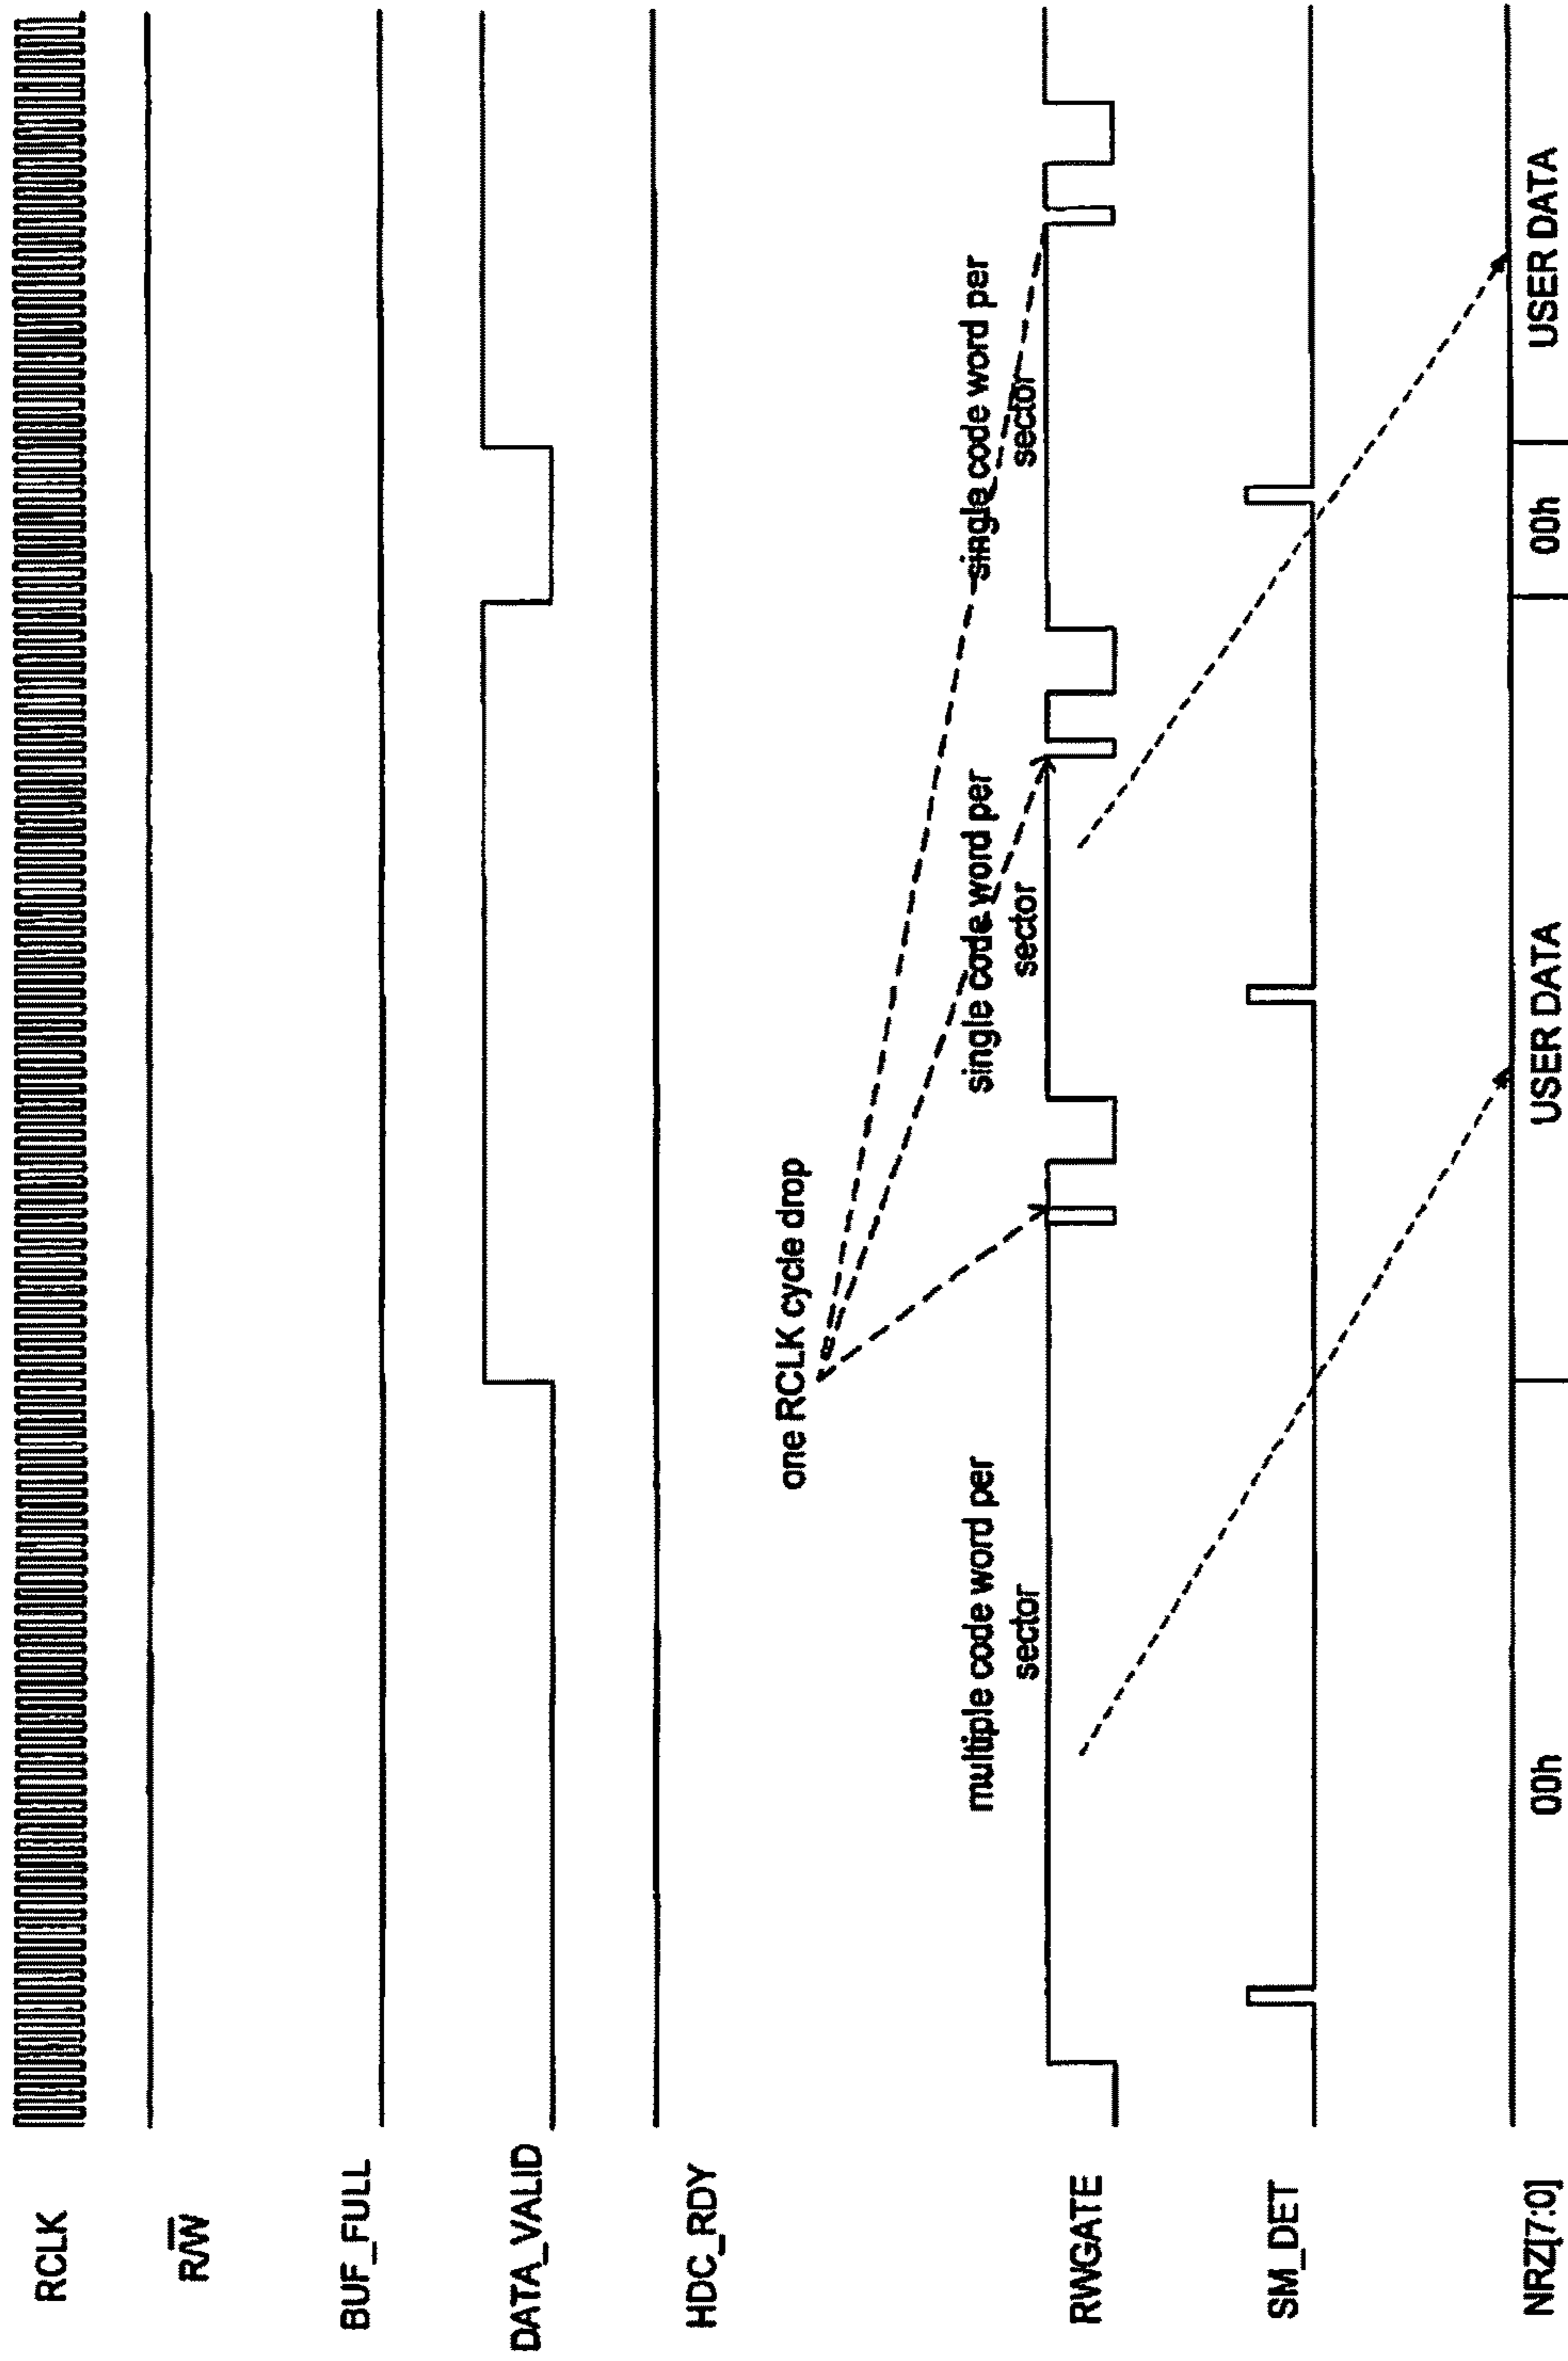 RCLK
R/W
BUF_FULL
DATA_VALID
HDC_RDY
one RCLK cycle drop
multiple code word per
sector
single code word per
sector
single code word per
sector
RWGATE
SM_DET
NRZ[7:0]
00h
USER DATA
00h
USER DATA